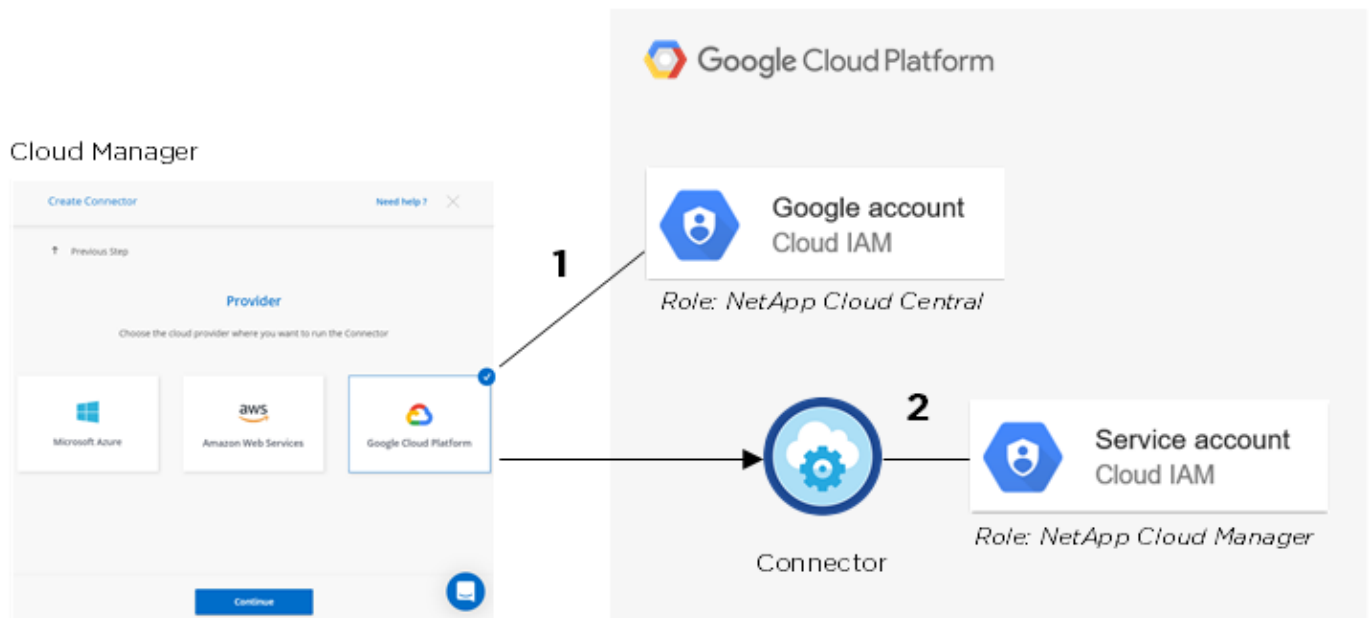 Google Cloud Platform
Cloud Manager
Create Connector
Need help ?
Previous Step
Provider
Choose the cloud provider where you want to run the Connector
Microsoft Azure
aws
Amazon Web Services
Google Cloud Platform
Continue
1
Google account
Cloud IAM
Role: NetApp Cloud Central
2
Connector
Service account
Cloud IAM
Role: NetApp Cloud Manager